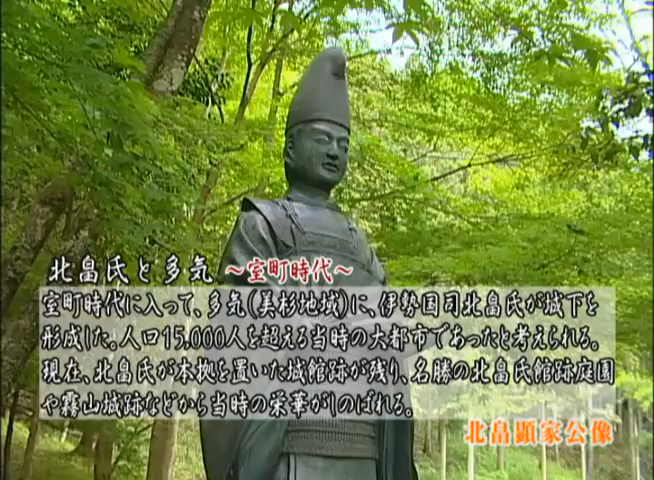 北畠氏と多気 ～室町時代～
室町時代に入って、多気(美杉地域)に、伊勢国司北畠氏が城下を
形成した。人口15,000人を超える当時の大都市であったと考えられる。
現在、北畠氏が本拠を置いた城館跡が残り、名勝の北畠氏館跡庭園
や霧山城跡などから当時の栄華がしのばれる。
北畠顕家公像